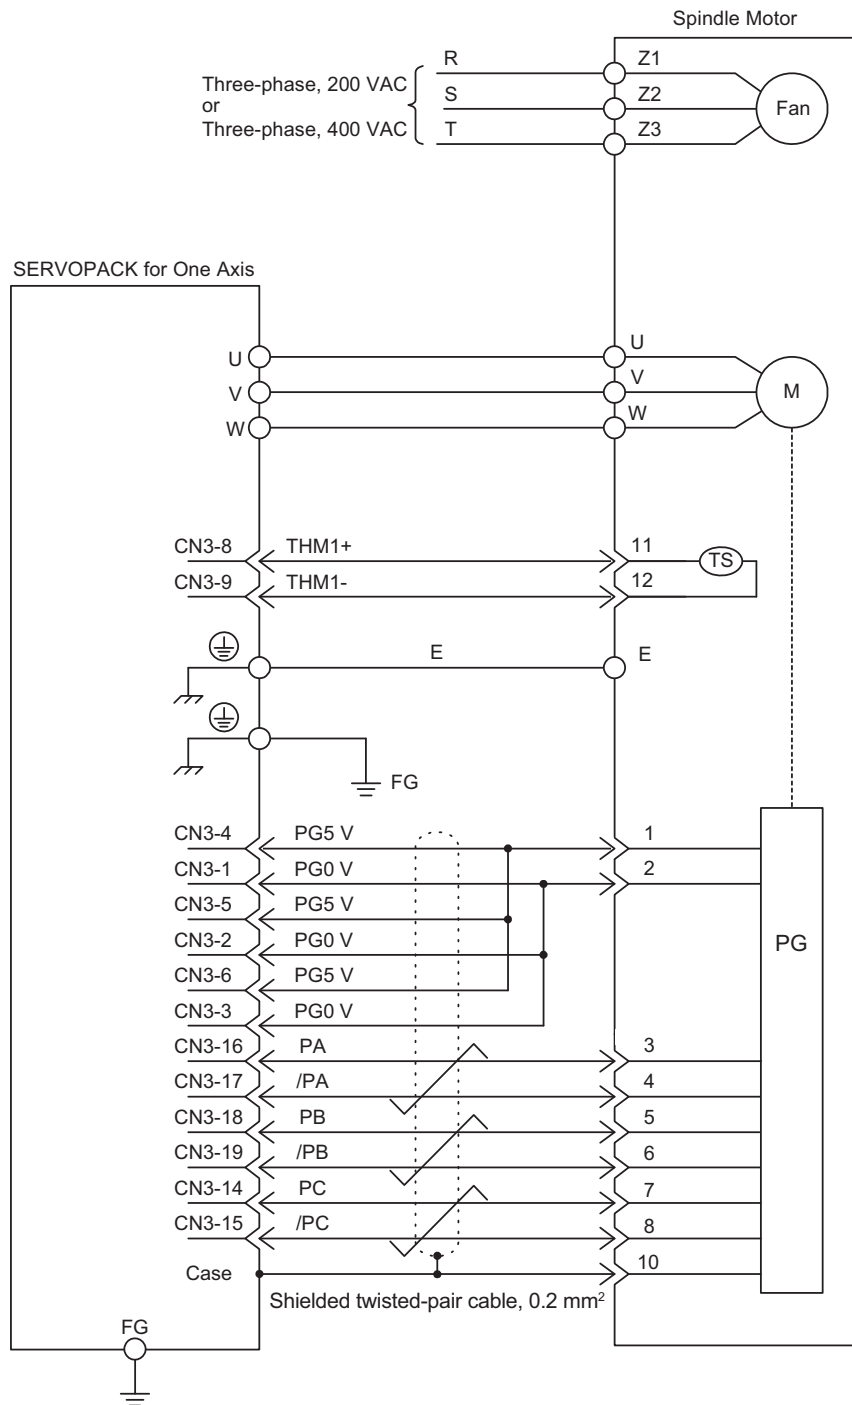 Spindle Motor
Three-phase, 200 VAC
or
Three-phase, 400 VAC
R Z1
S Z2
T Z3
Fan
SERVOPACK for One Axis
U U
V V
W W
M
CN3-8 THM1+ 11
TS
CN3-9 THM1- 12
E E
FG
CN3-4 PG5 V 1
CN3-1 PG0 V 2
CN3-5 PG5 V
CN3-2 PG0 V
PG
CN3-6 PG5 V
CN3-3 PG0 V
CN3-16 PA 3
CN3-17 /PA 4
CN3-18 PB 5
CN3-19 /PB 6
CN3-14 PC 7
CN3-15 /PC 8
Case 10
Shielded twisted-pair cable, 0.2 mm²
FG